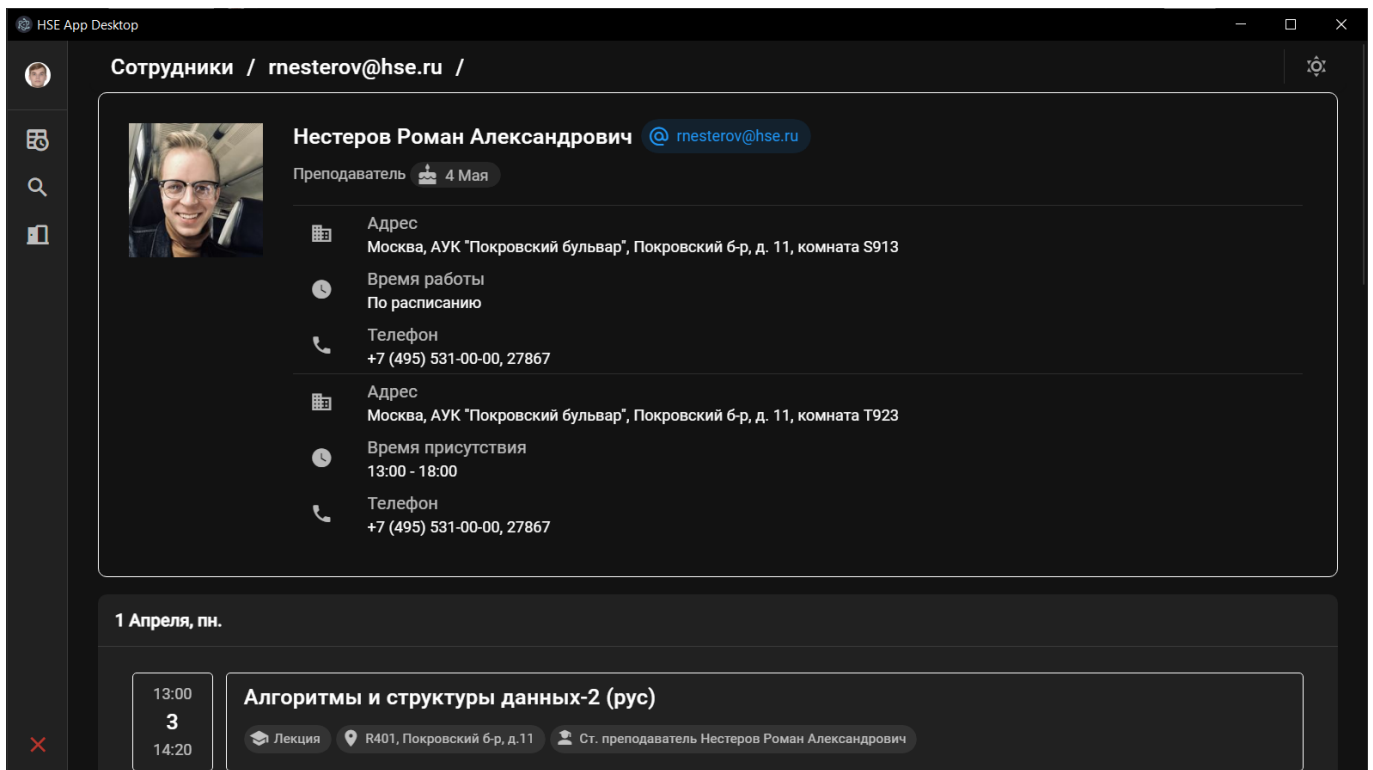 HSE App Desktop
Сотрудники / rnesterov@hse.ru /
Нестеров Роман Александрович rnesterov@hse.ru
Преподаватель 4 Мая
Адрес
Москва, АУК "Покровский бульвар", Покровский б-р, д. 11, комната S913
Время работы
По расписанию
Телефон
+7 (495) 531-00-00, 27867
Адрес
Москва, АУК "Покровский бульвар", Покровский б-р, д. 11, комната T923
Время присутствия
13:00 - 18:00
Телефон
+7 (495) 531-00-00, 27867
1 Апреля, пн.
13:00
3
14:20
Алгоритмы и структуры данных-2 (рус)
Лекция R401, Покровский б-р, д.11 Ст. преподаватель Нестеров Роман Александрович